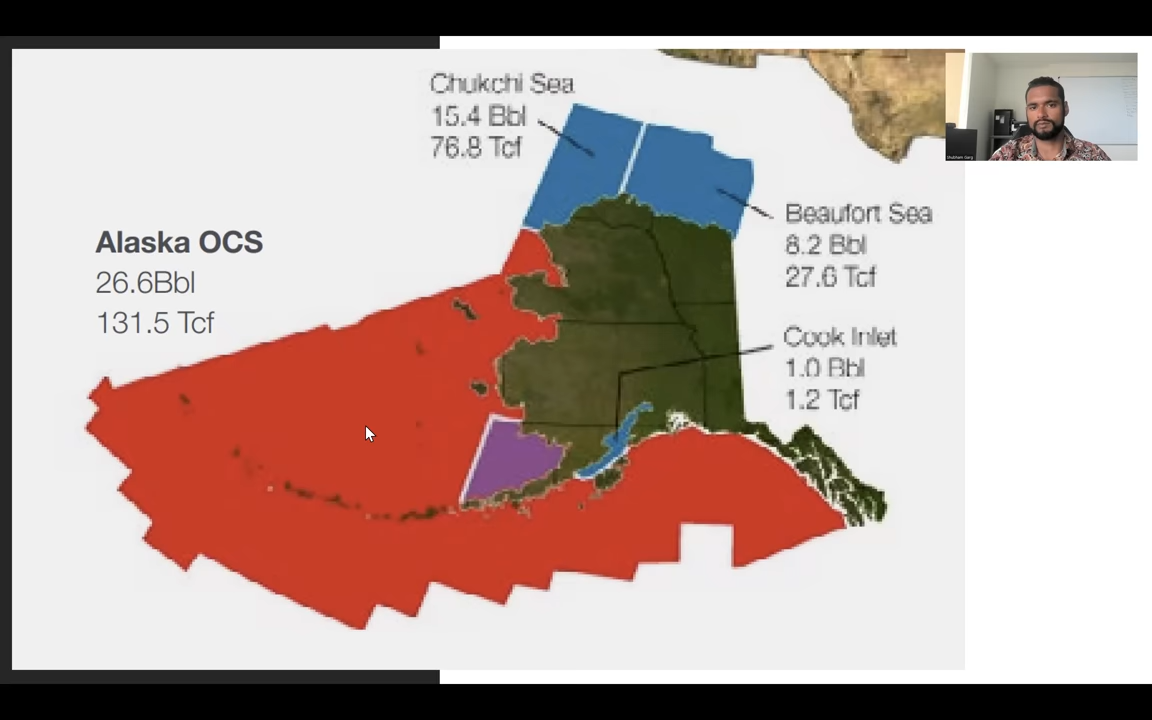 Chukchi Sea
15.4 Bbl
76.8 Tcf
Beaufort Sea
8.2 Bbl
27.6 Tcf
Alaska OCS
26.6Bbl
131.5 Tcf
Cook Inlet
1.0 Bbl
1.2 Tcf